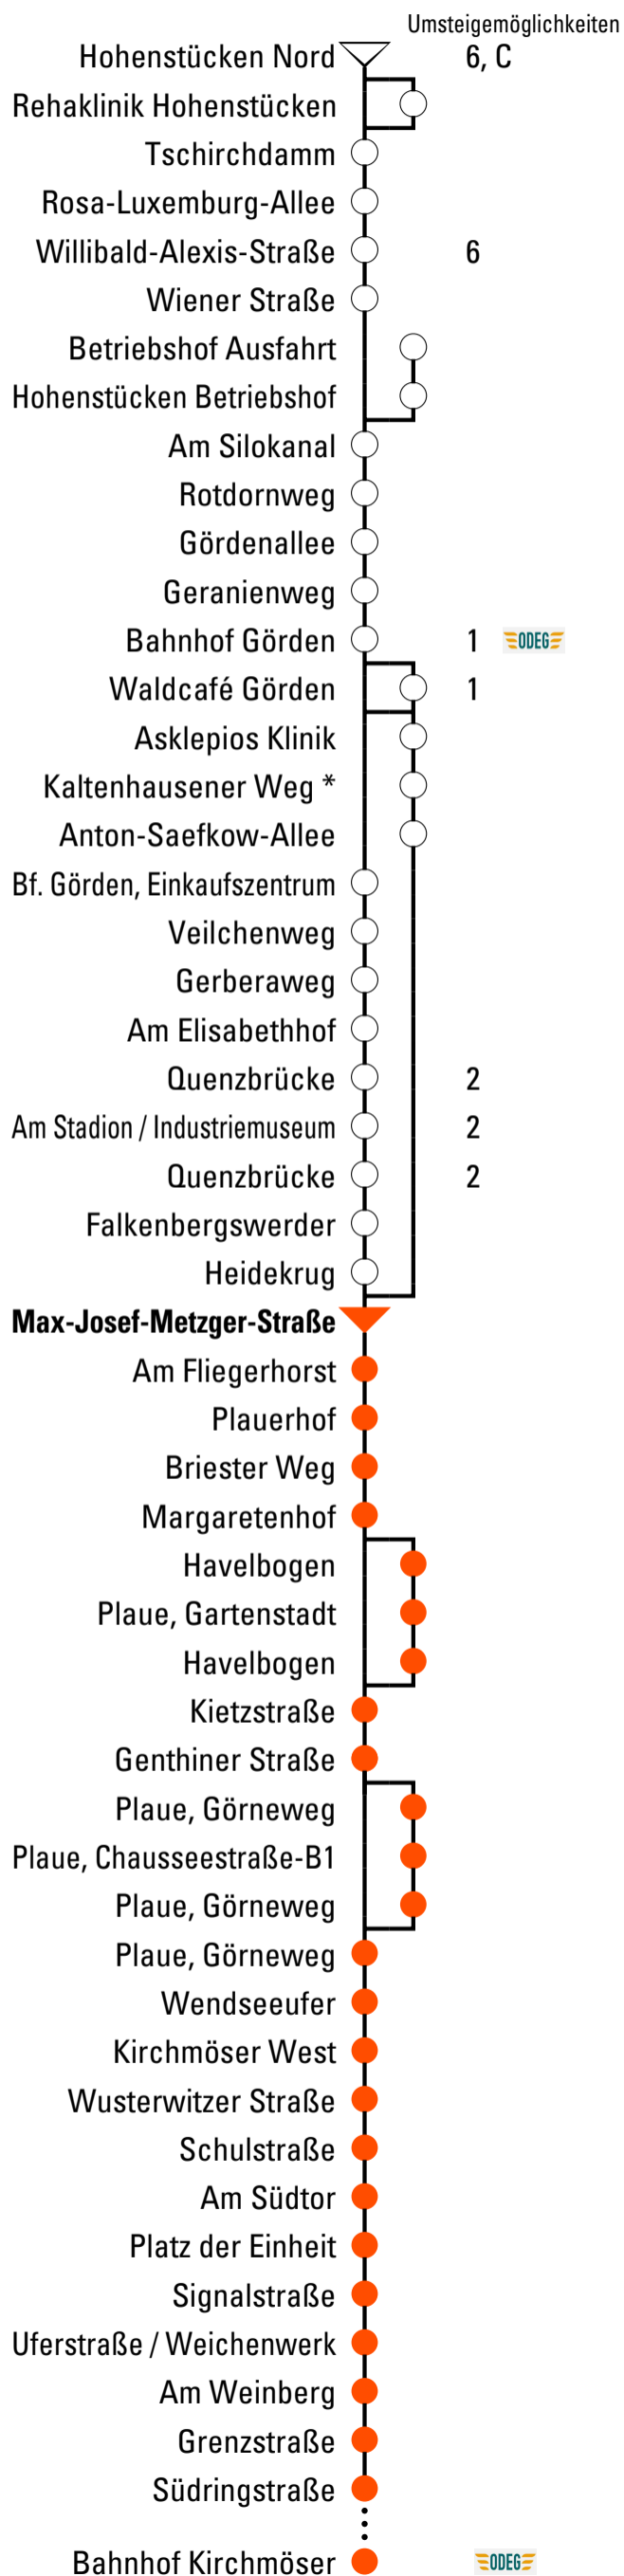 Umsteigemöglichkeiten
Hohenstücken Nord 6, C
Rehaklinik Hohenstücken
Tschirchdamm
Rosa-Luxemburg-Allee
Willibald-Alexis-Straße 6
Wiener Straße
Betriebshof Ausfahrt
Hohenstücken Betriebshof
Am Silokanal
Rotdornweg
Gördenallee
Geranienweg
Bahnhof Görden 1 ODEG
Waldcafé Görden 1
Asklepios Klinik
Kaltenhausener Weg *
Anton-Saefkow-Allee
Bf. Görden, Einkaufszentrum
Veilchenweg
Gerberaweg
Am Elisabethhof
Quenzbrücke 2
Am Stadion / Industriemuseum 2
Quenzbrücke 2
Falkenbergswerder
Heidekrug
Max-Josef-Metzger-Straße
Am Fliegerhorst
Plauerhof
Briester Weg
Margaretenhof
Havelbogen
Plaue, Gartenstadt
Havelbogen
Kietzstraße
Genthiner Straße
Plaue, Görneweg
Plaue, Chausseestraße-B1
Plaue, Görneweg
Plaue, Görneweg
Wendseeufer
Kirchmöser West
Wusterwitzer Straße
Schulstraße
Am Südtor
Platz der Einheit
Signalstraße
Uferstraße / Weichenwerk
Am Weinberg
Grenzstraße
Südringstraße
Bahnhof Kirchmöser ODEG